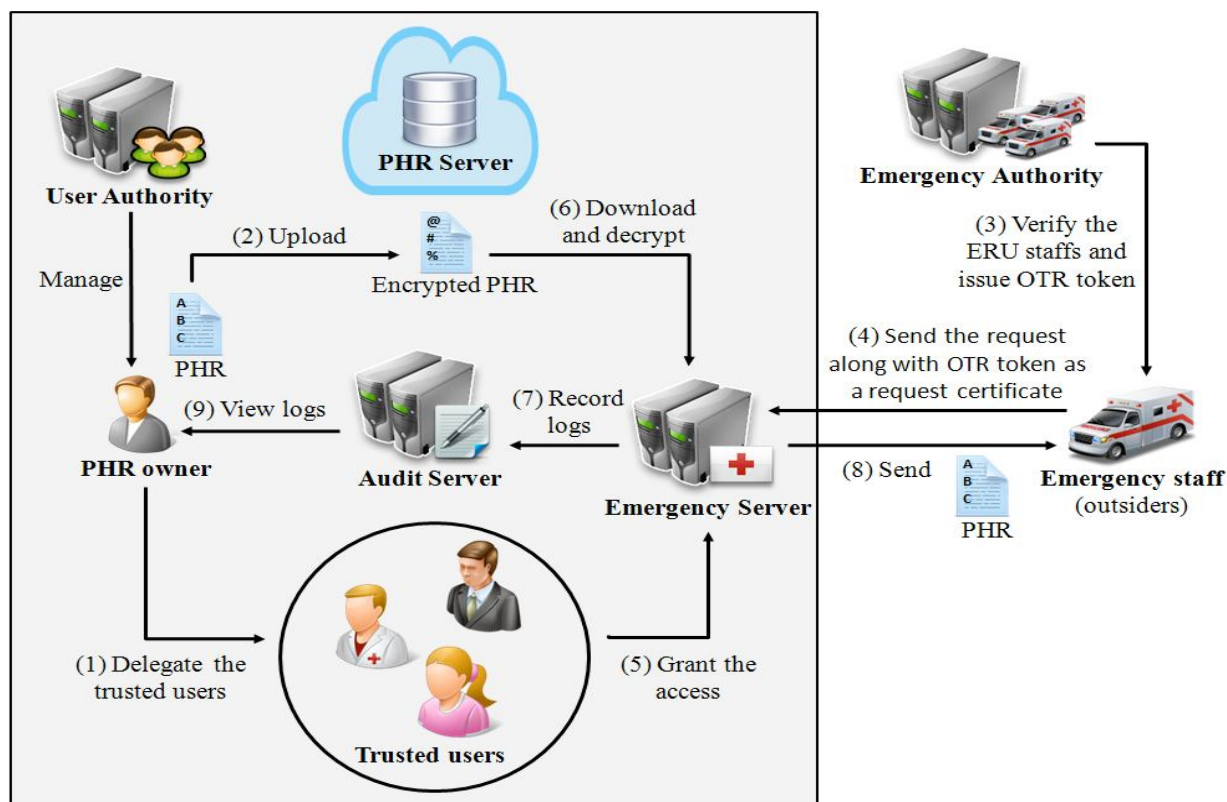 PHR Server
User Authority
Emergency Authority
(2) Upload
@
#
%
Encrypted PHR
(6) Download
and decrypt
(3) Verify the
ERU staffs and
issue OTR token
Manage
A
B
C
PHR
(4) Send the request
along with OTR token as
a request certificate
(9) View logs
(7) Record
logs
PHR owner
Audit Server
Emergency Server
(8) Send
A
B
C
PHR
Emergency staff
(outsiders)
(1) Delegate the
trusted users
(5) Grant the
access
Trusted users